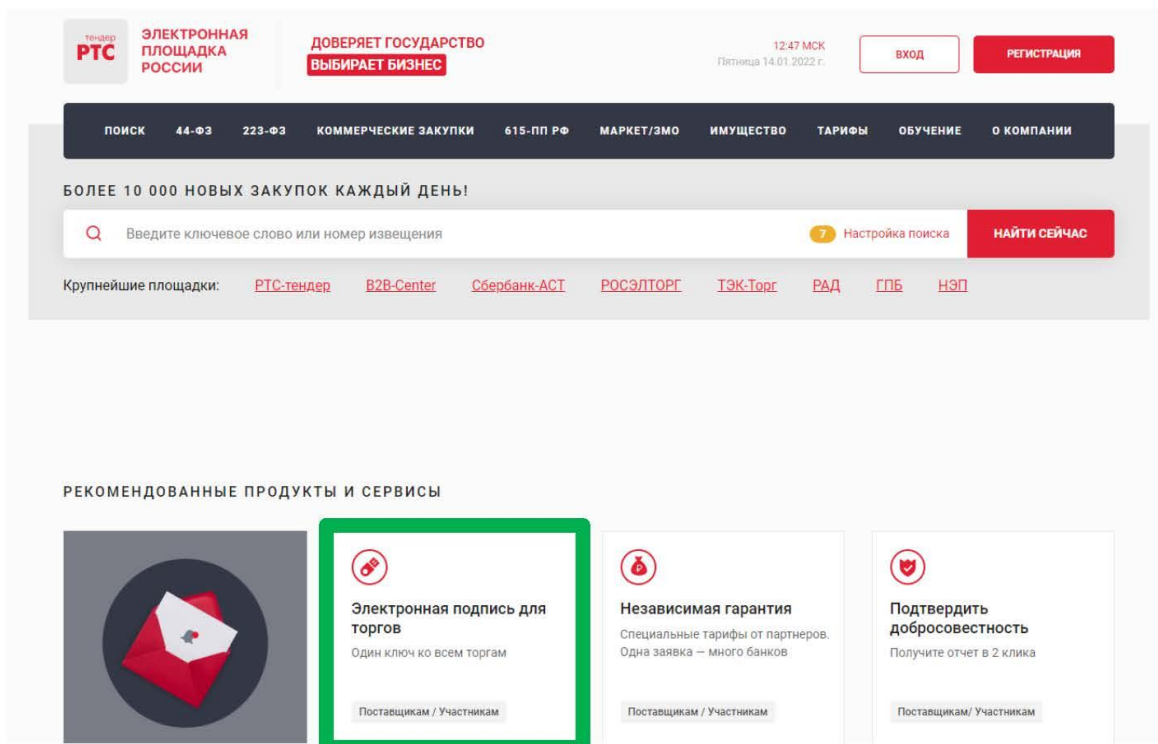 тендер
РТС
ЭЛЕКТРОННАЯ
ПЛОЩАДКА
РОССИИ
ДОВЕРЯЕТ ГОСУДАРСТВО
ВЫБИРАЕТ БИЗНЕС
12:47 МСК
Пятница 14.01.2022 г.
ВХОД
РЕГИСТРАЦИЯ
ПОИСК 44-ФЗ 223-ФЗ КОММЕРЧЕСКИЕ ЗАКУПКИ 615-ПП РФ МАРКЕТ/ЗМО ИМУЩЕСТВО ТАРИФЫ ОБУЧЕНИЕ О КОМПАНИИ
БОЛЕЕ 10 000 НОВЫХ ЗАКУПОК КАЖДЫЙ ДЕНЬ!
Введите ключевое слово или номер извещения 7 Настройка поиска НАЙТИ СЕЙЧАС
Крупнейшие площадки: РТС-тендер B2B-Center Сбербанк-АСТ РОСЭЛТОРГ ТЭК-Торг РАД ГПБ НЭП
РЕКОМЕНДОВАННЫЕ ПРОДУКТЫ И СЕРВИСЫ
Электронная подпись для
торгов
Один ключ ко всем торгам
Поставщикам / Участникам
Независимая гарантия
Специальные тарифы от партнеров.
Одна заявка — много банков
Поставщикам / Участникам
Подтвердить
добросовестность
Получите отчет в 2 клика
Поставщикам/ Участникам